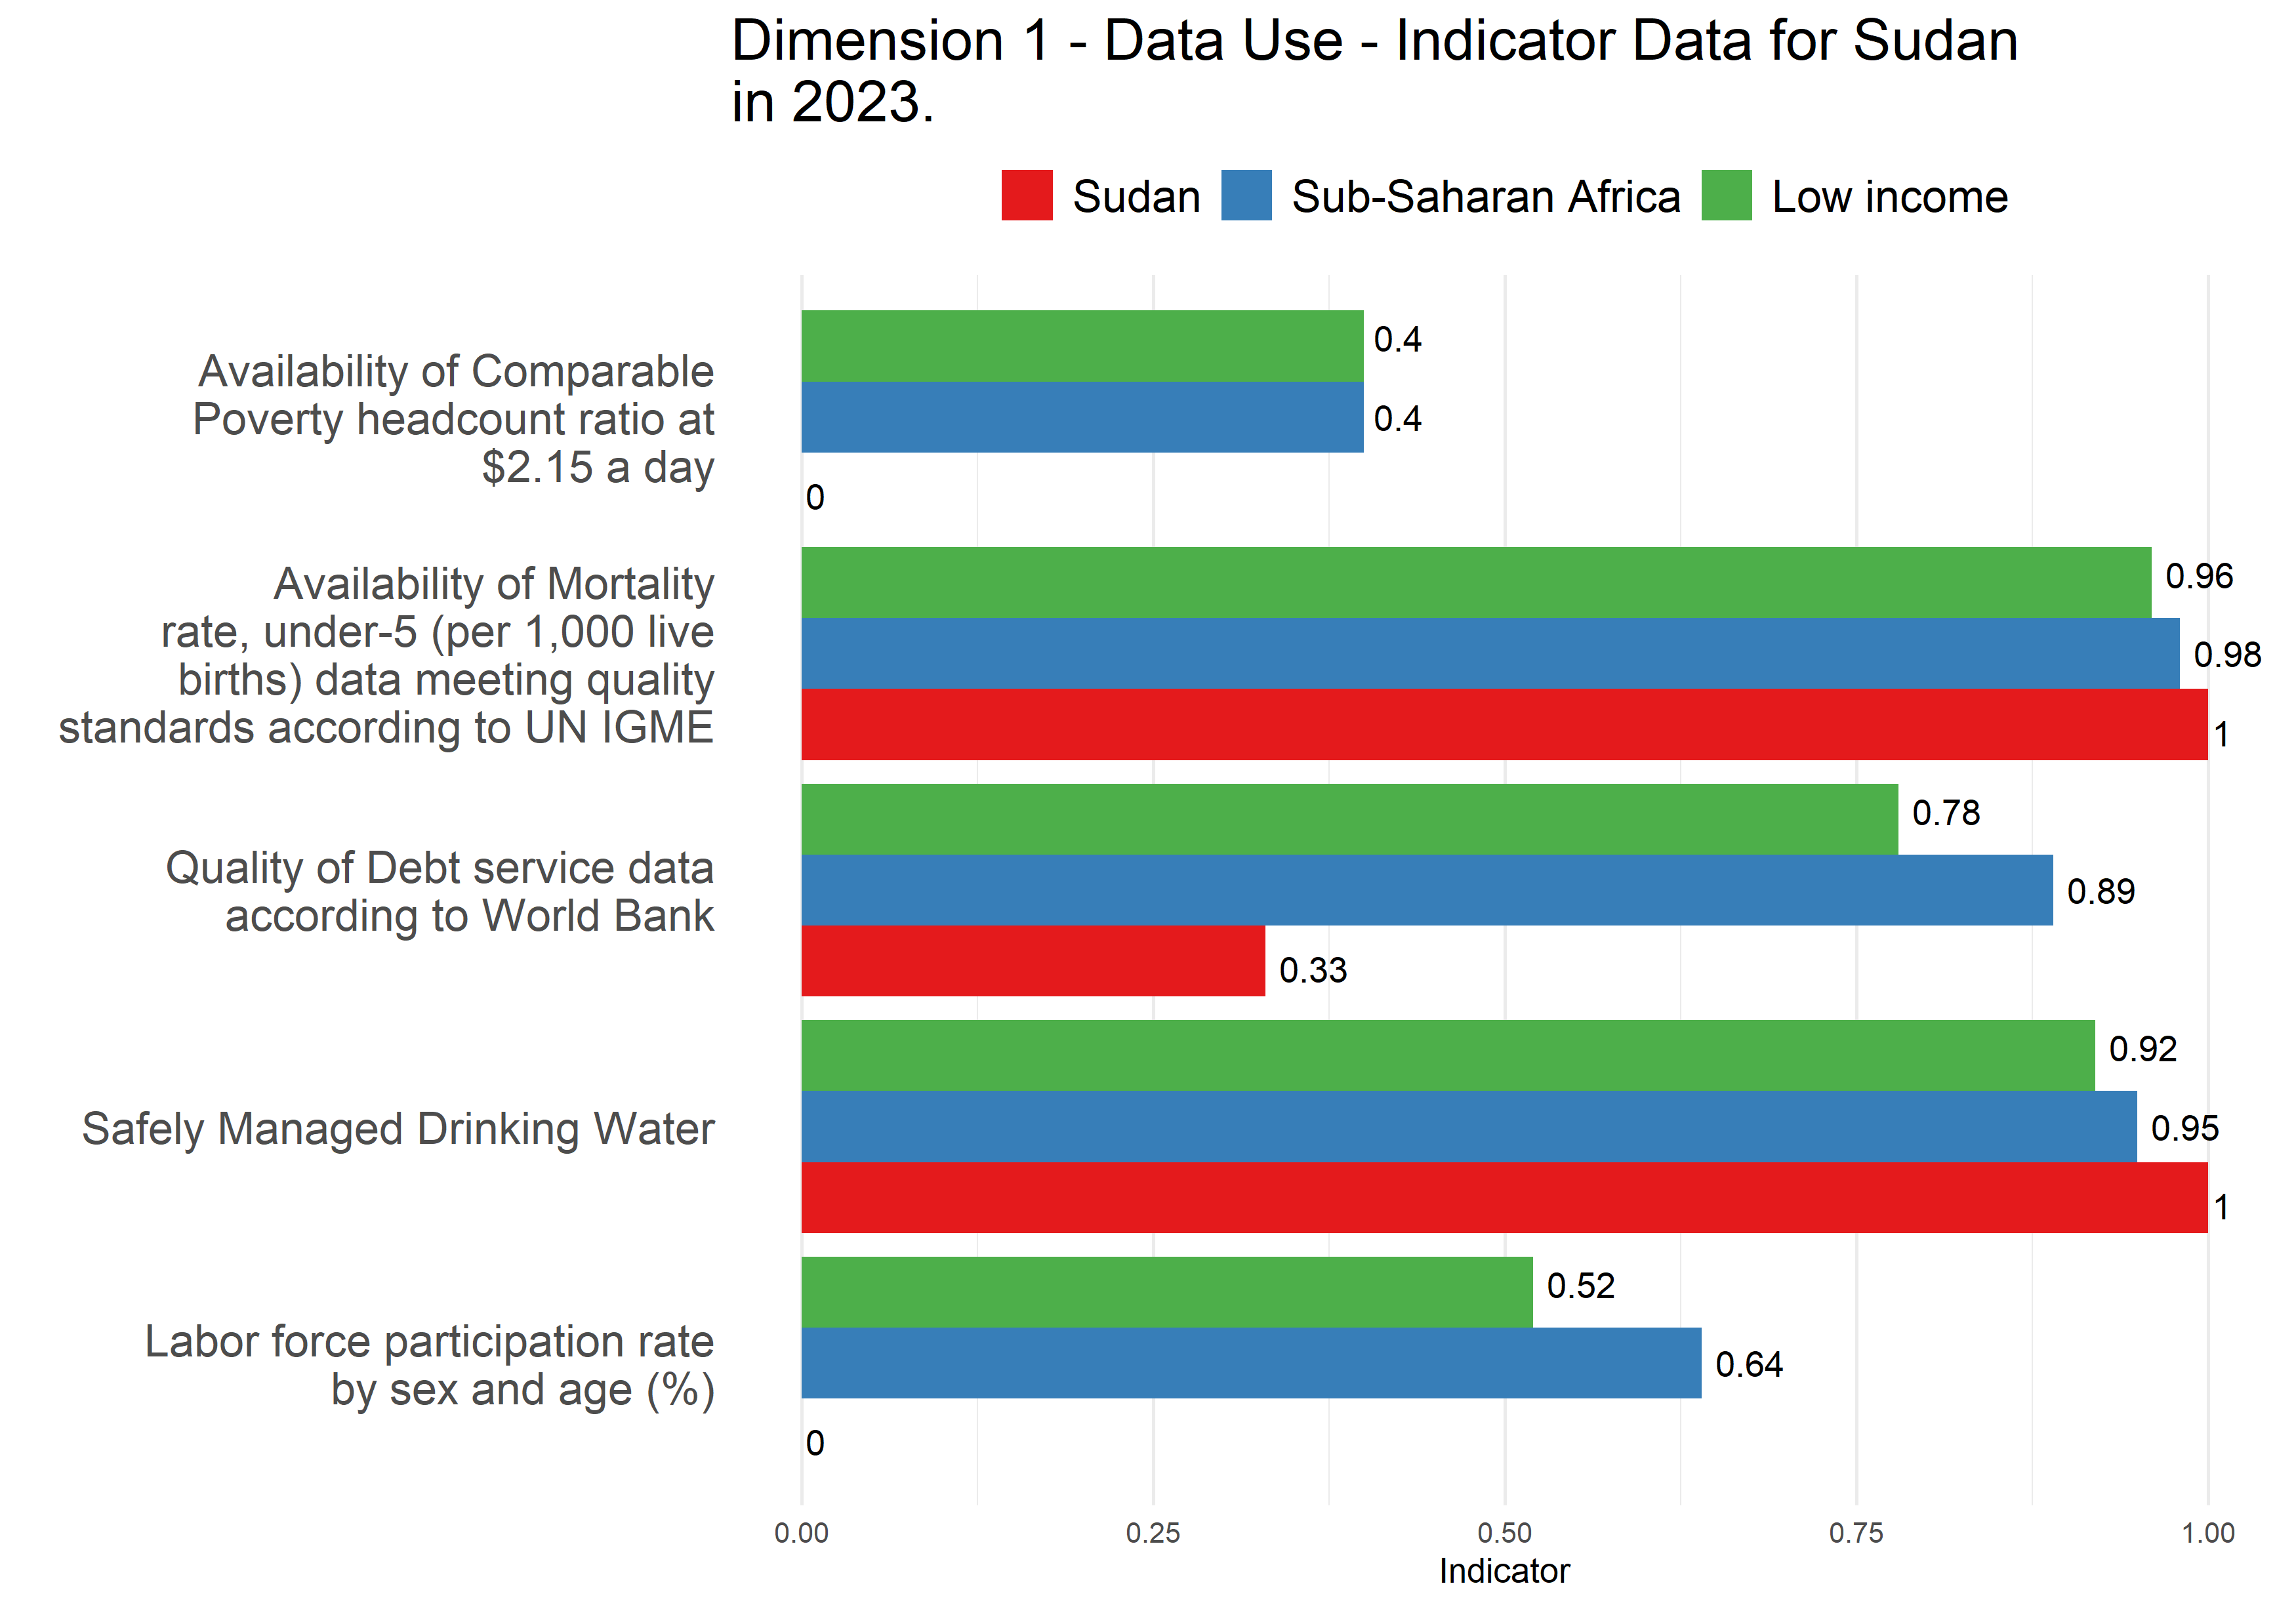 Dimension 1 - Data Use - Indicator Data for Sudan
in 2023.
Sudan Sub-Saharan Africa Low income
Availability of Comparable
Poverty headcount ratio at
$2.15 a day
0.4
0.4
0
Availability of Mortality
rate, under-5 (per 1,000 live
births) data meeting quality
standards according to UN IGME
0.96
0.98
1
Quality of Debt service data
according to World Bank
0.78
0.89
0.33
Safely Managed Drinking Water
0.92
0.95
1
Labor force participation rate
by sex and age (%)
0.52
0.64
0
0.00 0.25 0.50 0.75 1.00
Indicator